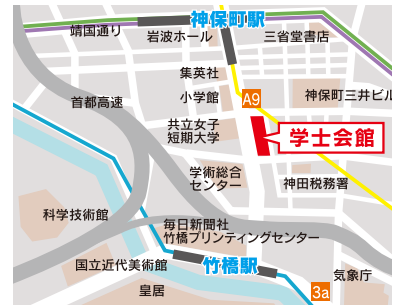 神保町駅
靖国通り
岩波ホール
三省堂書店
集英社
小学館
A9
神保町三井ビル
首都高速
共立女子
短期大学
学士会館
学術総合
センター
神田税務署
科学技術館
毎日新聞社
竹橋プリンティングセンター
国立近代美術館
竹橋駅
気象庁
皇居
3a